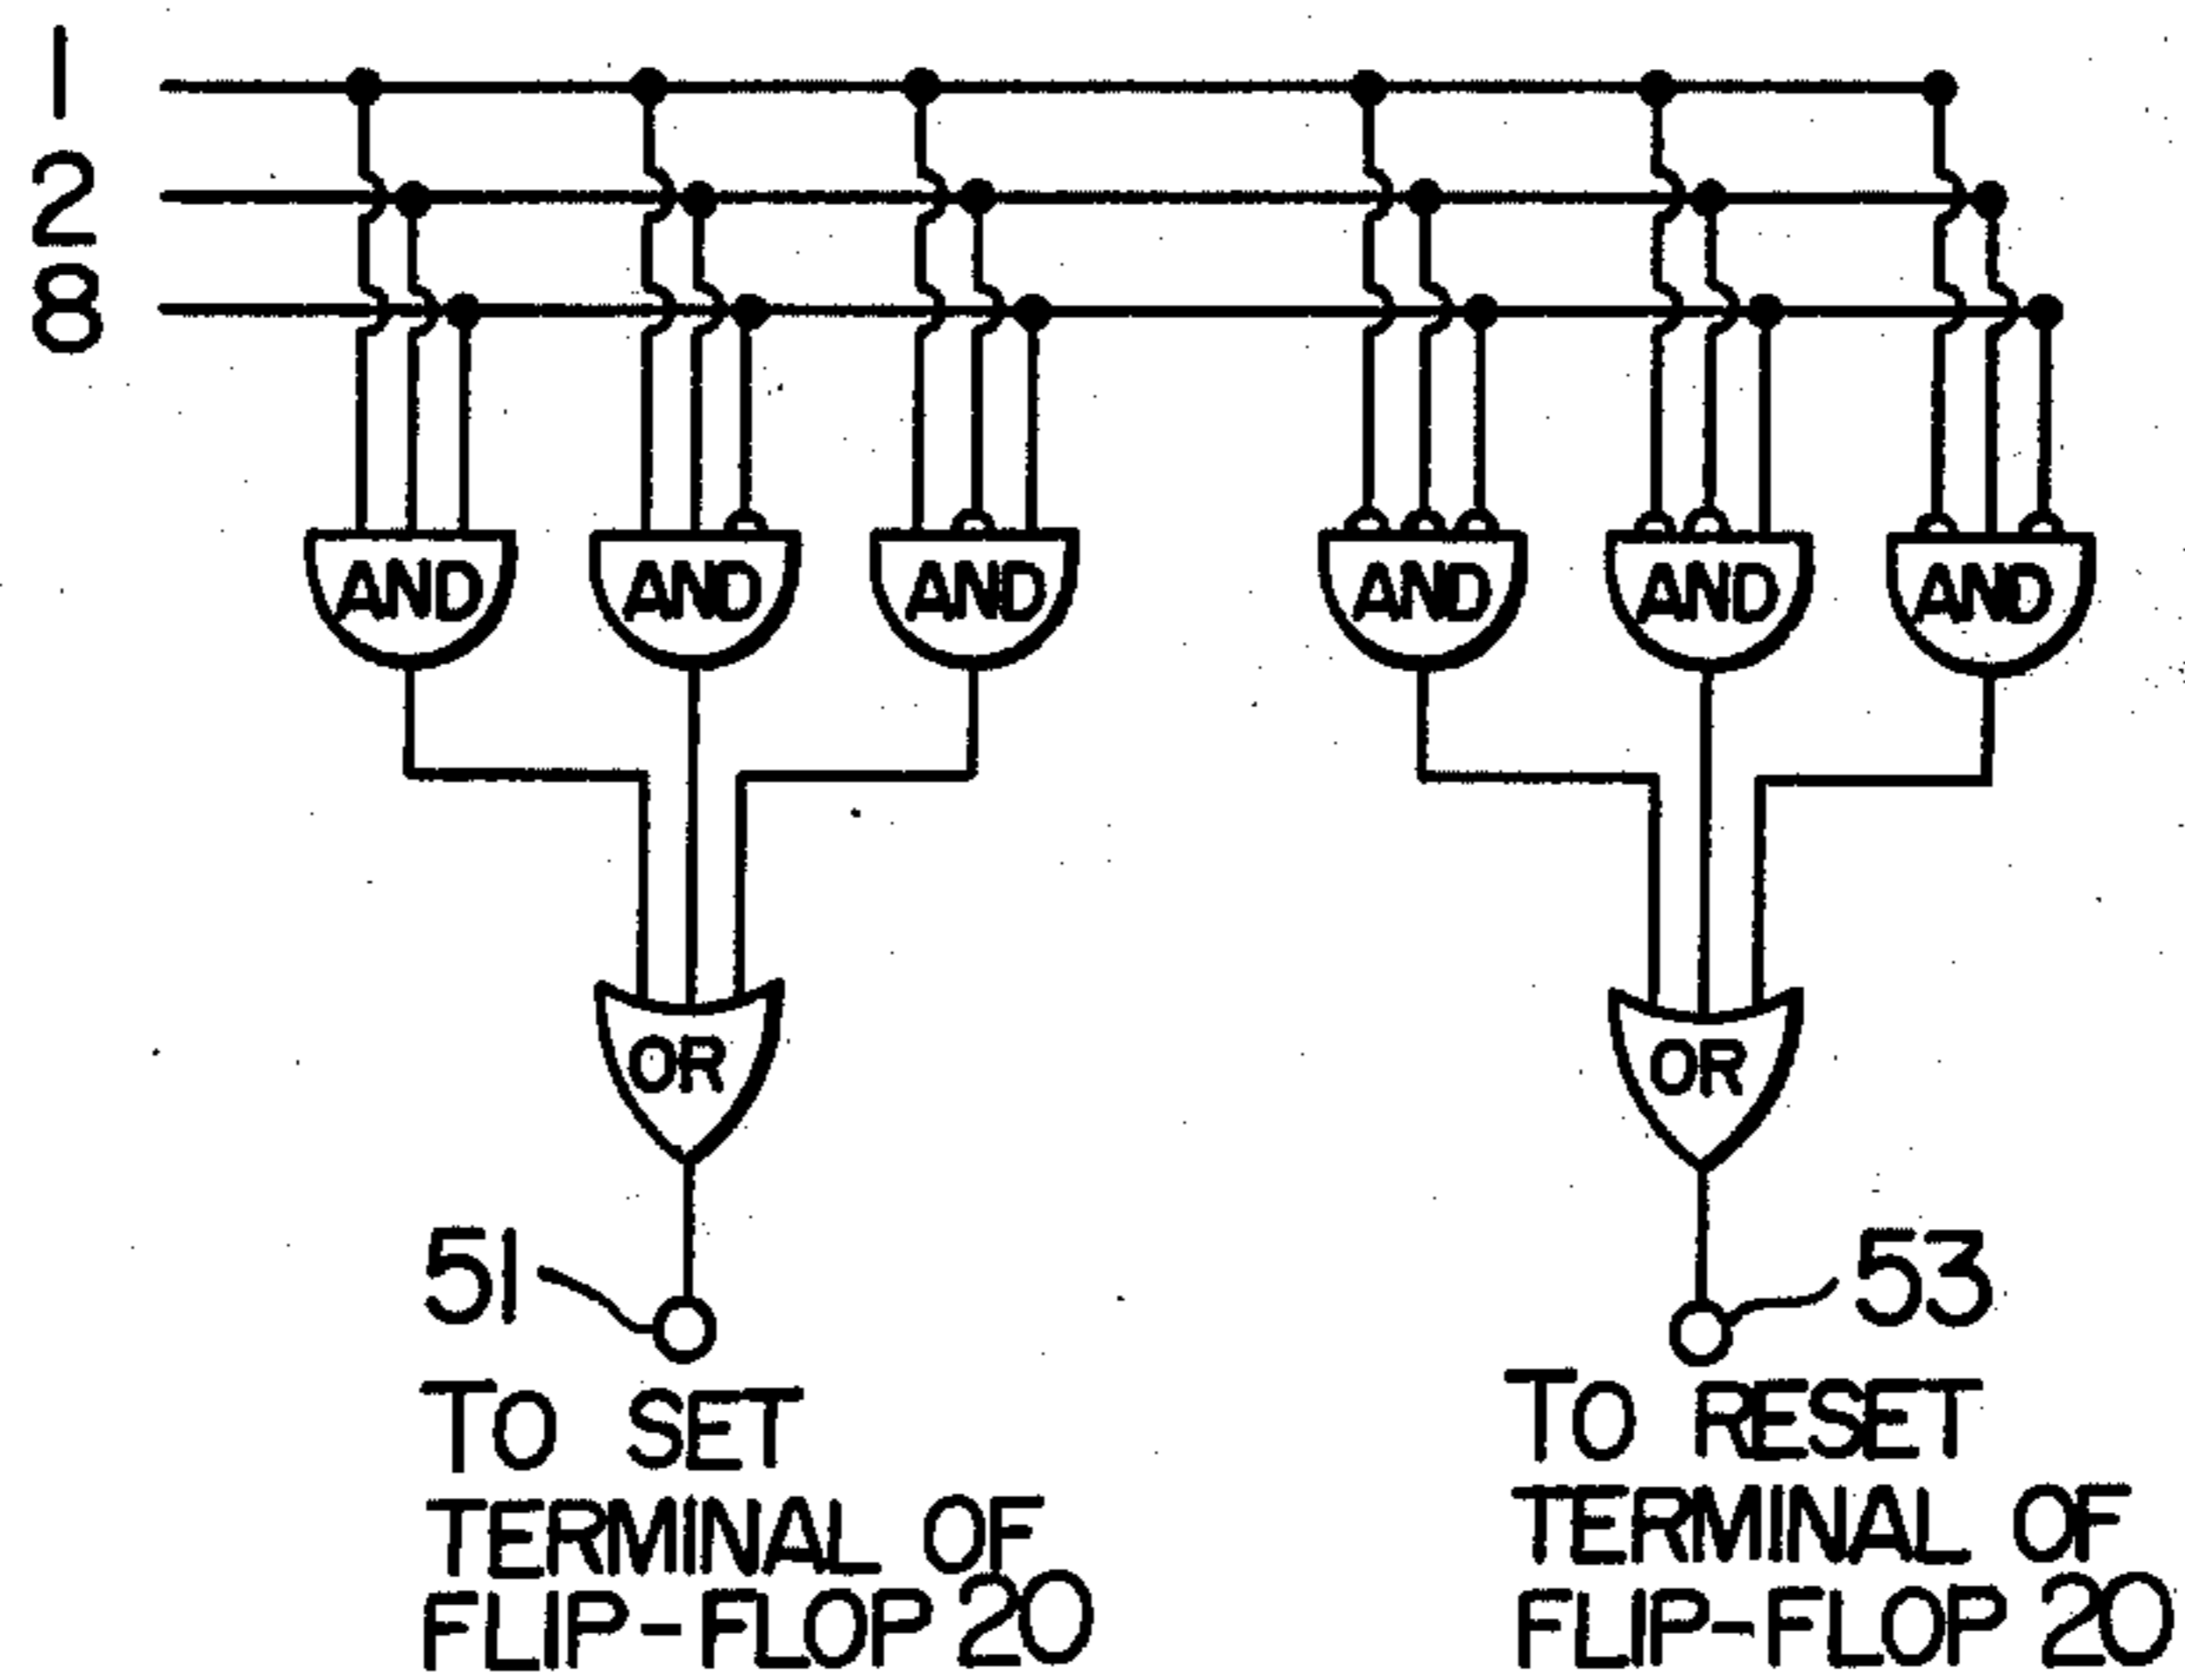 1
2
8
AND AND AND AND AND AND
OR OR
51 53
TO SET
TERMINAL OF
FLIP-FLOP 20
TO RESET
TERMINAL OF
FLIP-FLOP 20